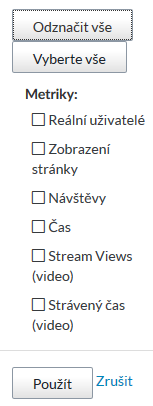 Odznačit vše
Vyberte vše
Metriky:
Reální uživatelé
Zobrazení
stránky
Návštěvy
Čas
Stream Views
(video)
Strávený čas
(video)
Použít
Zrušit